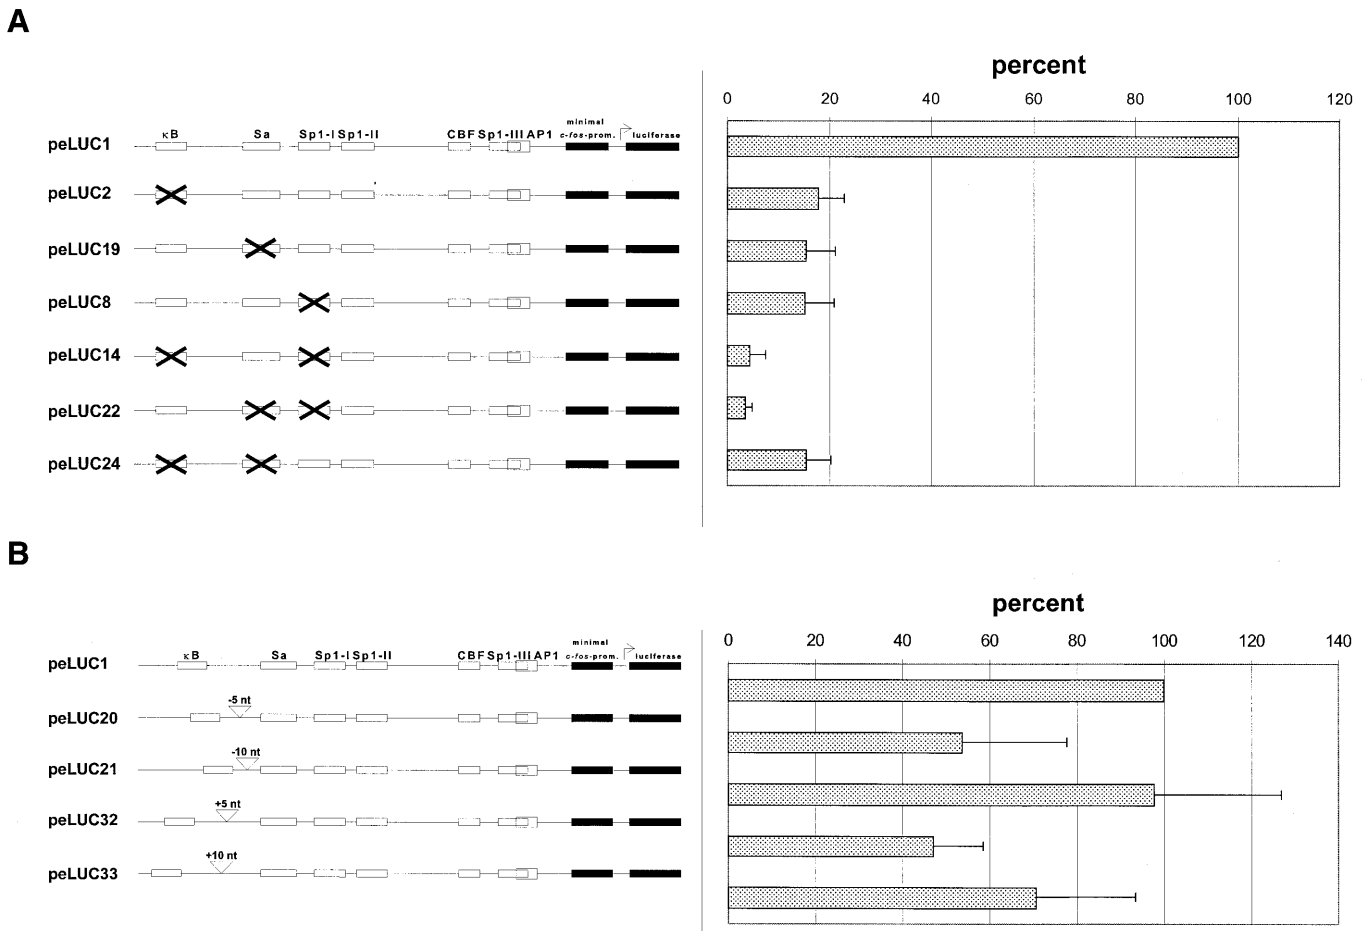 A
percent
0 20 40 60 80 100 120
κB Sa Sp1-I Sp1-II CBF Sp1-III AP1 minimal c-fos-prom. luciferase
peLUC1
peLUC2
peLUC19
peLUC8
peLUC14
peLUC22
peLUC24
B
percent
0 20 40 60 80 100 120 140
κB Sa Sp1-I Sp1-II CBF Sp1-III AP1 minimal c-fos-prom. luciferase
peLUC1
-5 nt
peLUC20
-10 nt
peLUC21
+5 nt
peLUC32
+10 nt
peLUC33